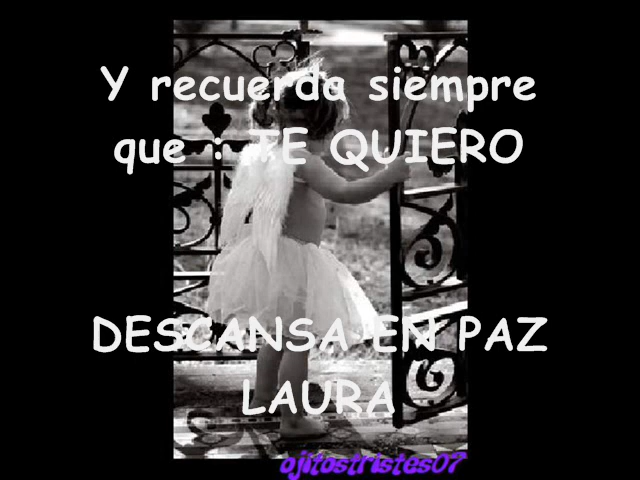 Y recuerda siempre
que : TE QUIERO
DESCANSA EN PAZ
LAURA
ojitostristes07